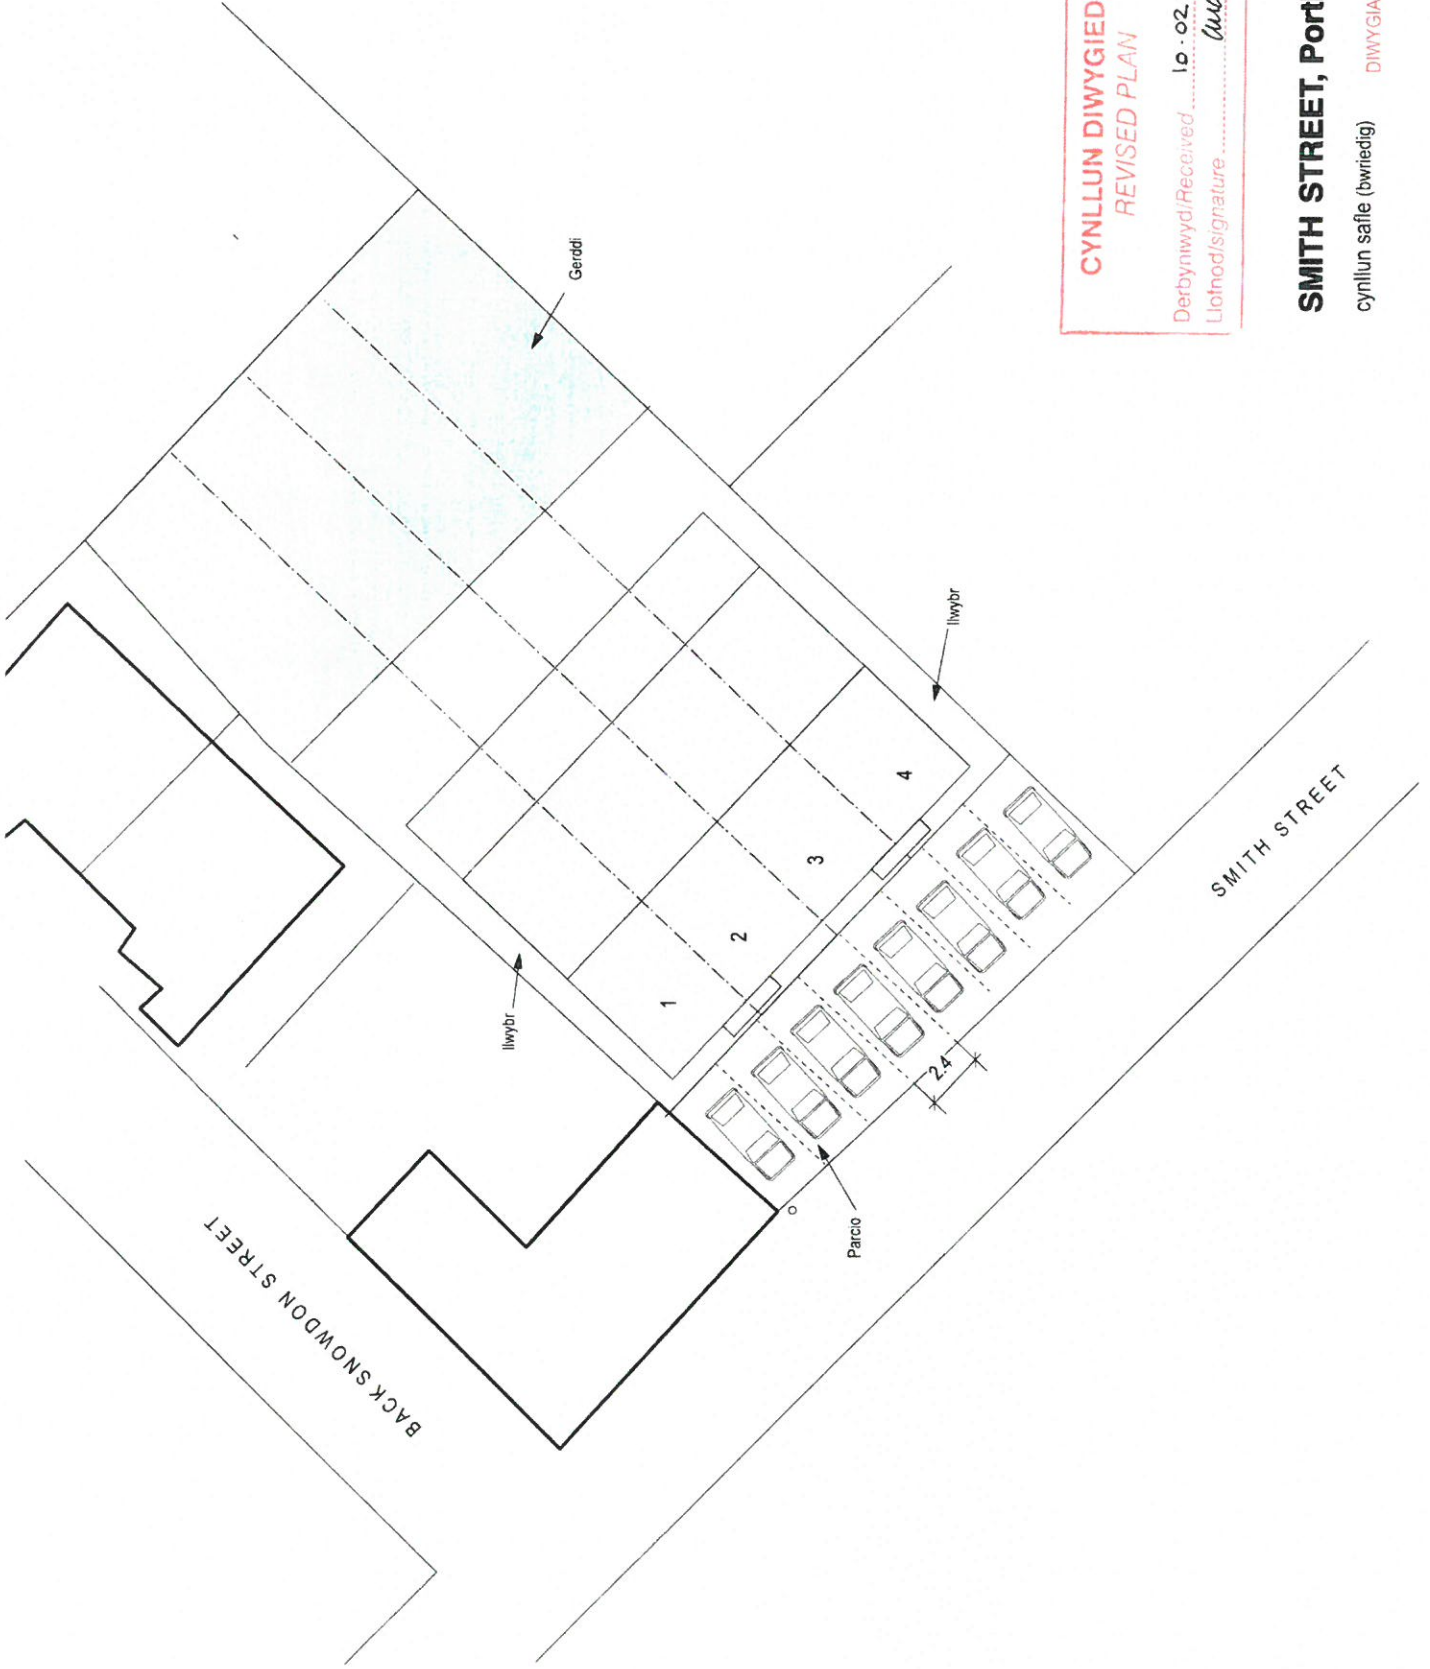 Gerddi
llwybr
llwybr
1
2
3
4
2.4
Parcio
SMITH STREET
BACK SNOWDON STREET
CYNLLUN DIWYGIED
REVISED PLAN
Derbyniwyd/Received 10.02
Llofnod/signature
SMITH STREET, Port
cynllun safle (bwriedig)
DIWYGIA